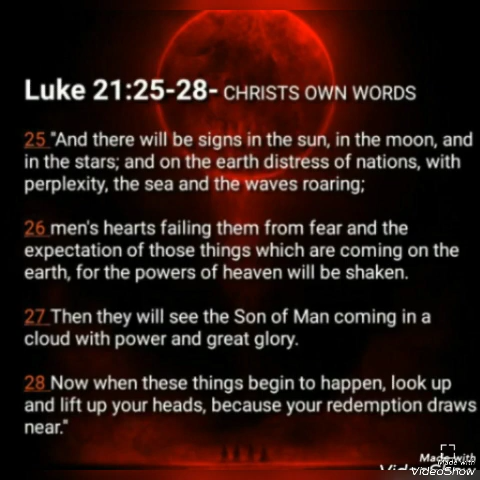 Luke 21:25-28- CHRISTS OWN WORDS
25 "And there will be signs in the sun, in the moon, and
in the stars; and on the earth distress of nations, with
perplexity, the sea and the waves roaring;
26 men's hearts failing them from fear and the
expectation of those things which are coming on the
earth, for the powers of heaven will be shaken.
27 Then they will see the Son of Man coming in a
cloud with power and great glory.
28 Now when these things begin to happen, look up
and lift up your heads, because your redemption draws
near."
Made with
Made with
VideoShow